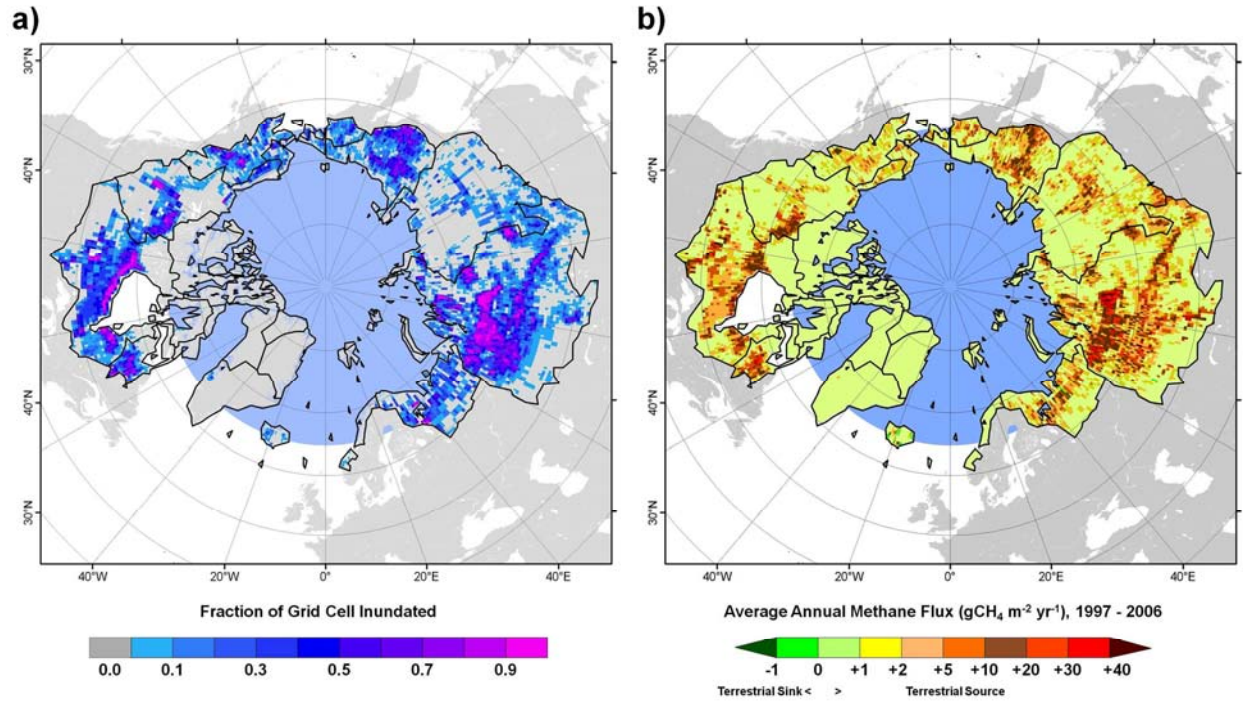 a)
b)
30°N
40°N
40°N
30°N
40°W
20°W
0°
20°E
40°E
30°N
40°N
40°N
30°N
40°W
20°W
0°
20°E
40°E
Fraction of Grid Cell Inundated
0.0 0.1 0.3 0.5 0.7 0.9
Average Annual Methane Flux (gCH₄ m⁻² yr⁻¹), 1997 - 2006
-1 0 +1 +2 +5 +10 +20 +30 +40
Terrestrial Sink < > Terrestrial Source